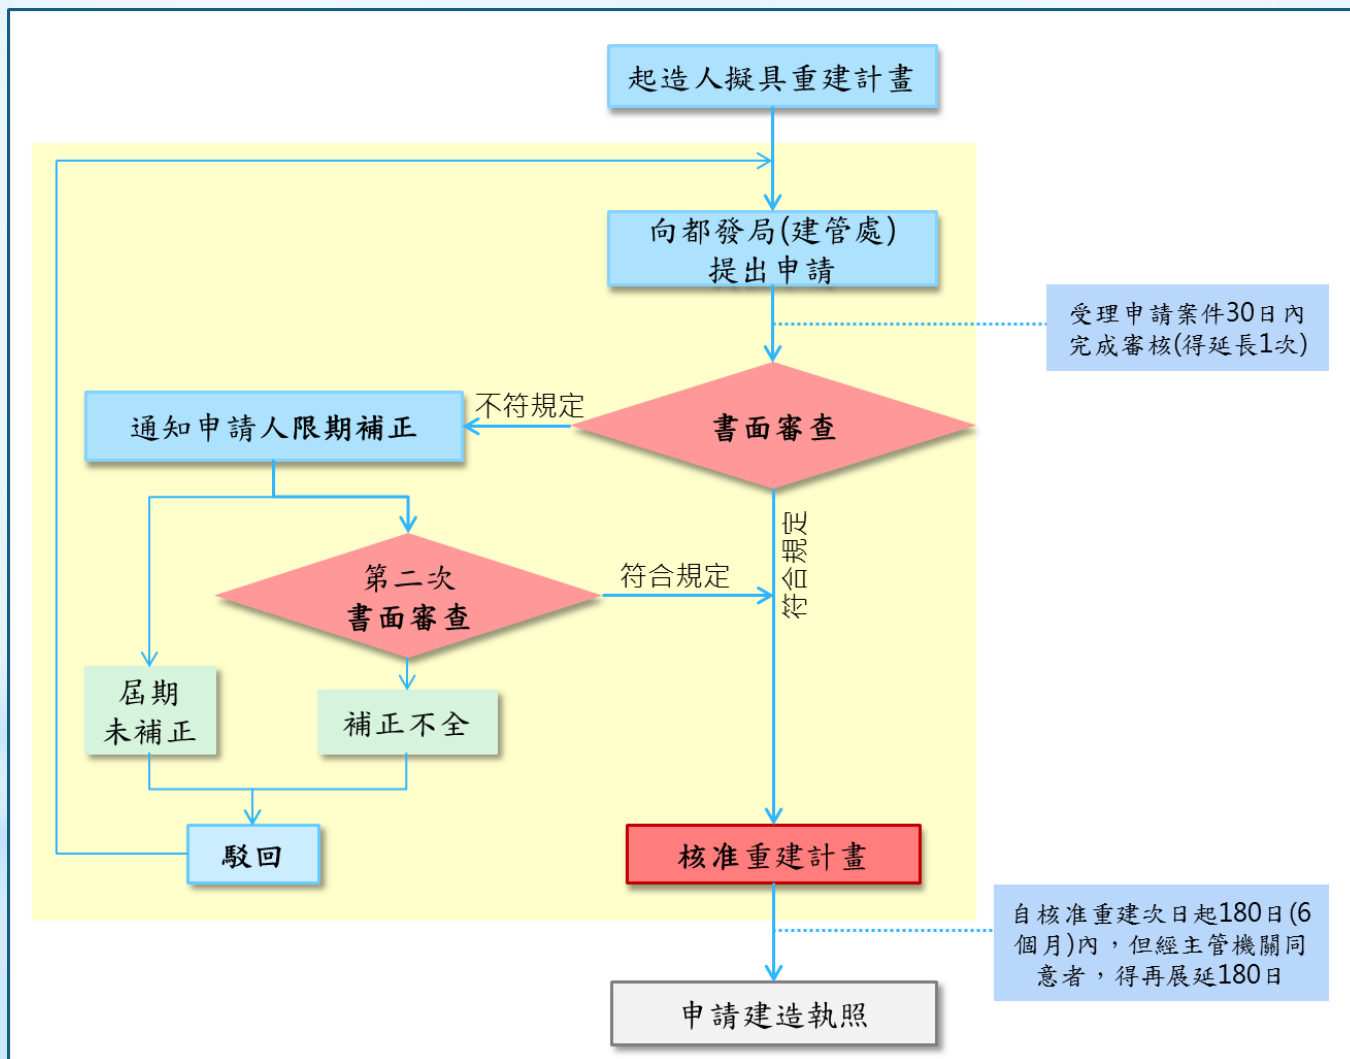 起造人擬具重建計畫
向都發局(建管處)
提出申請
受理申請案件30日內
完成審核(得延長1次)
書面審查
不符規定
通知申請人限期補正
符合規定
第二次
書面審查
符合規定
屆期
未補正
補正不全
駁回
核准重建計畫
自核准重建次日起180日(6
個月)內，但經主管機關同
意者，得再展延180日
申請建造執照